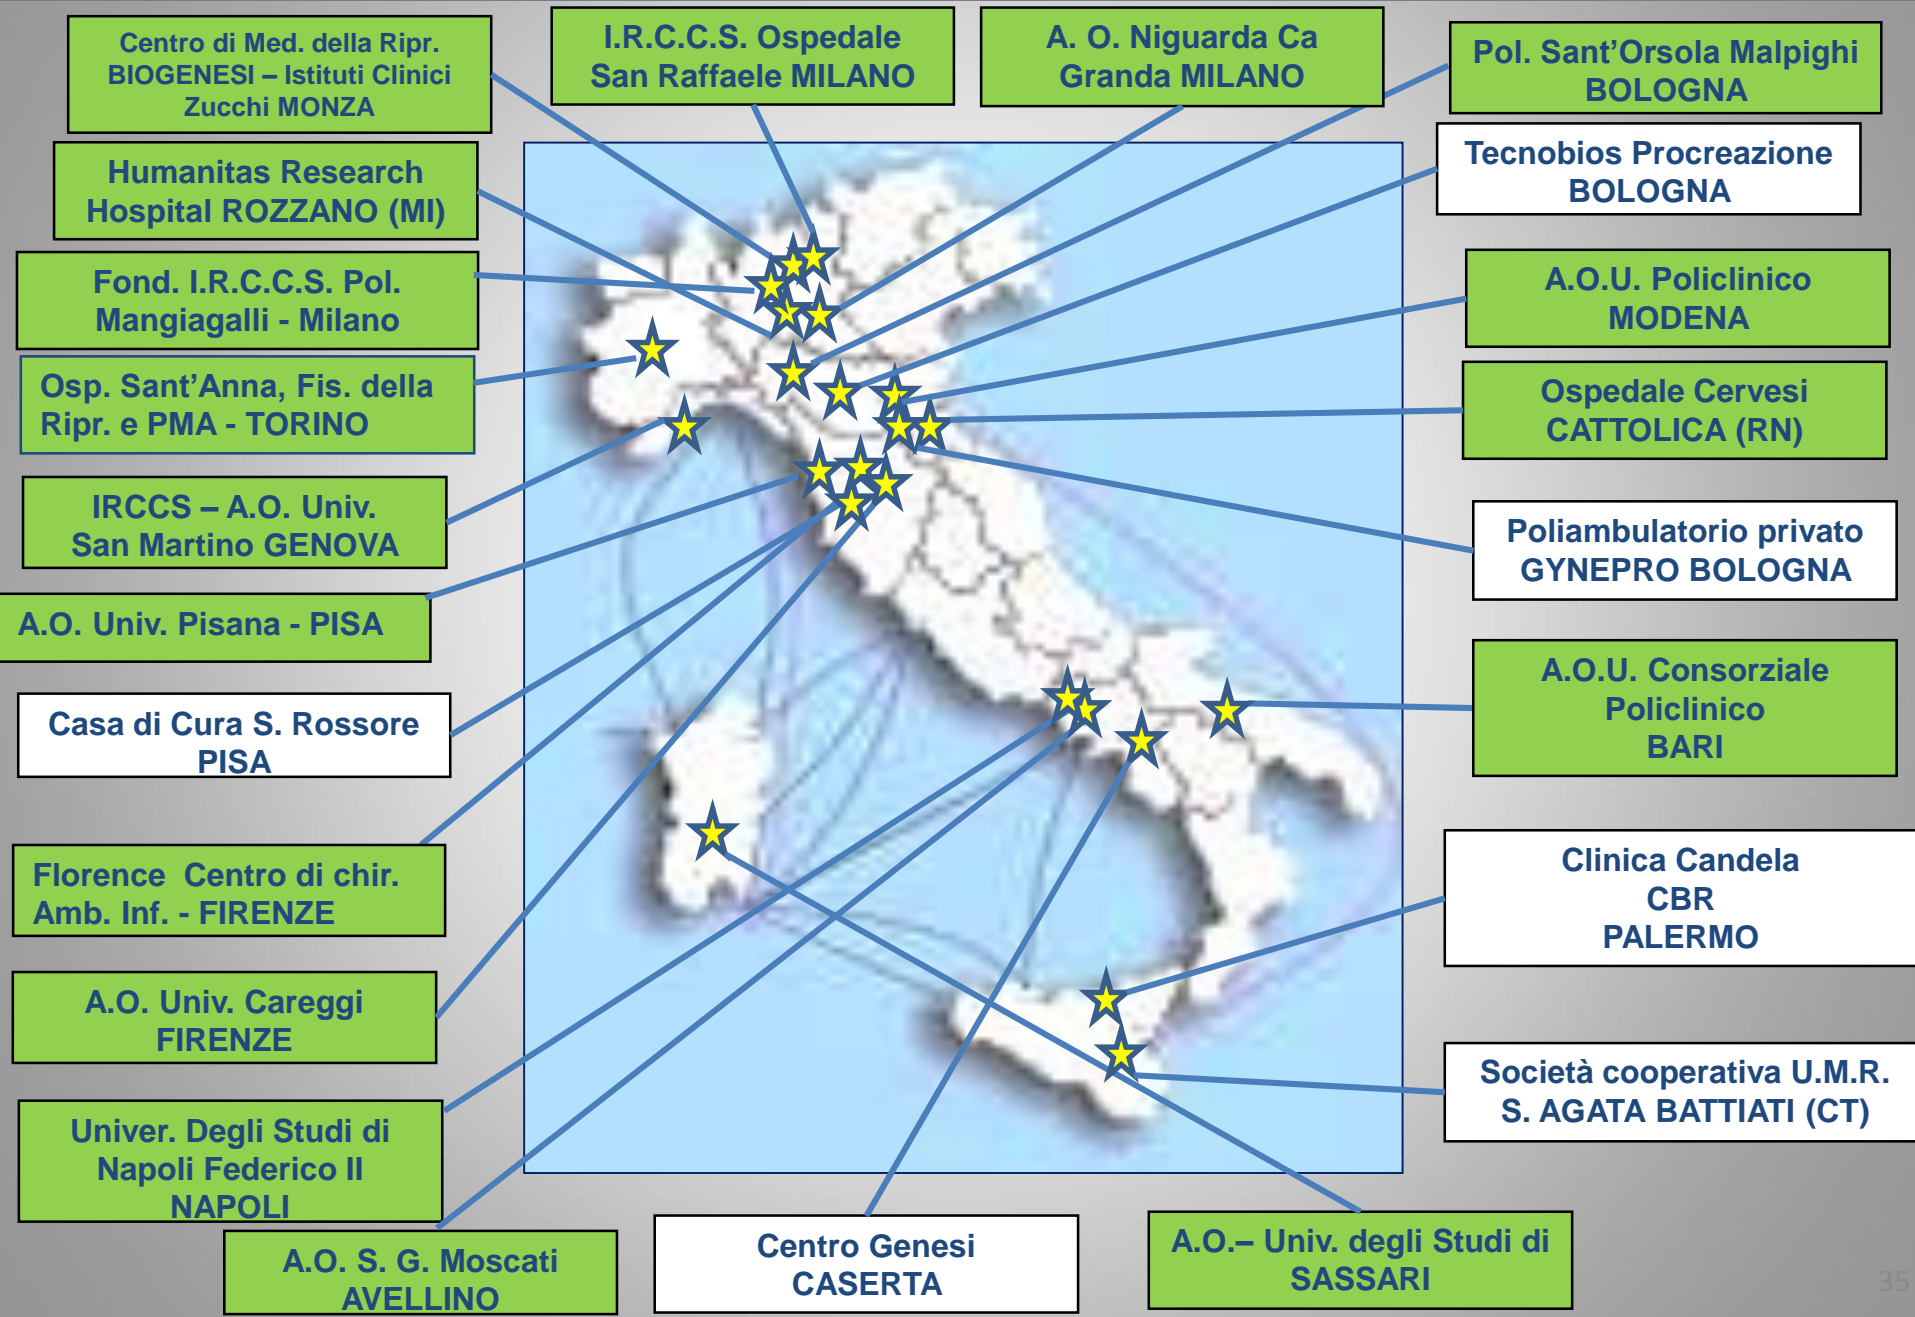 Centro di Med. della Ripr.
BIOGENESI – Istituti Clinici
Zucchi MONZA
I.R.C.C.S. Ospedale
San Raffaele MILANO
A. O. Niguarda Ca
Granda MILANO
Pol. Sant’Orsola Malpighi
BOLOGNA
Humanitas Research
Hospital ROZZANO (MI)
Tecnobios Procreazione
BOLOGNA
Fond. I.R.C.C.S. Pol.
Mangiagalli - Milano
A.O.U. Policlinico
MODENA
Osp. Sant’Anna, Fis. della
Ripr. e PMA - TORINO
Ospedale Cervesi
CATTOLICA (RN)
IRCCS – A.O. Univ.
San Martino GENOVA
Poliambulatorio privato
GYNEPRO BOLOGNA
A.O. Univ. Pisana - PISA
A.O.U. Consorziale
Policlinico
BARI
Casa di Cura S. Rossore
PISA
Florence Centro di chir.
Amb. Inf. - FIRENZE
Clinica Candela
CBR
PALERMO
A.O. Univ. Careggi
FIRENZE
Società cooperativa U.M.R.
S. AGATA BATTIATI (CT)
Univer. Degli Studi di
Napoli Federico II
NAPOLI
A.O. S. G. Moscati
AVELLINO
Centro Genesi
CASERTA
A.O.– Univ. degli Studi di
SASSARI
35